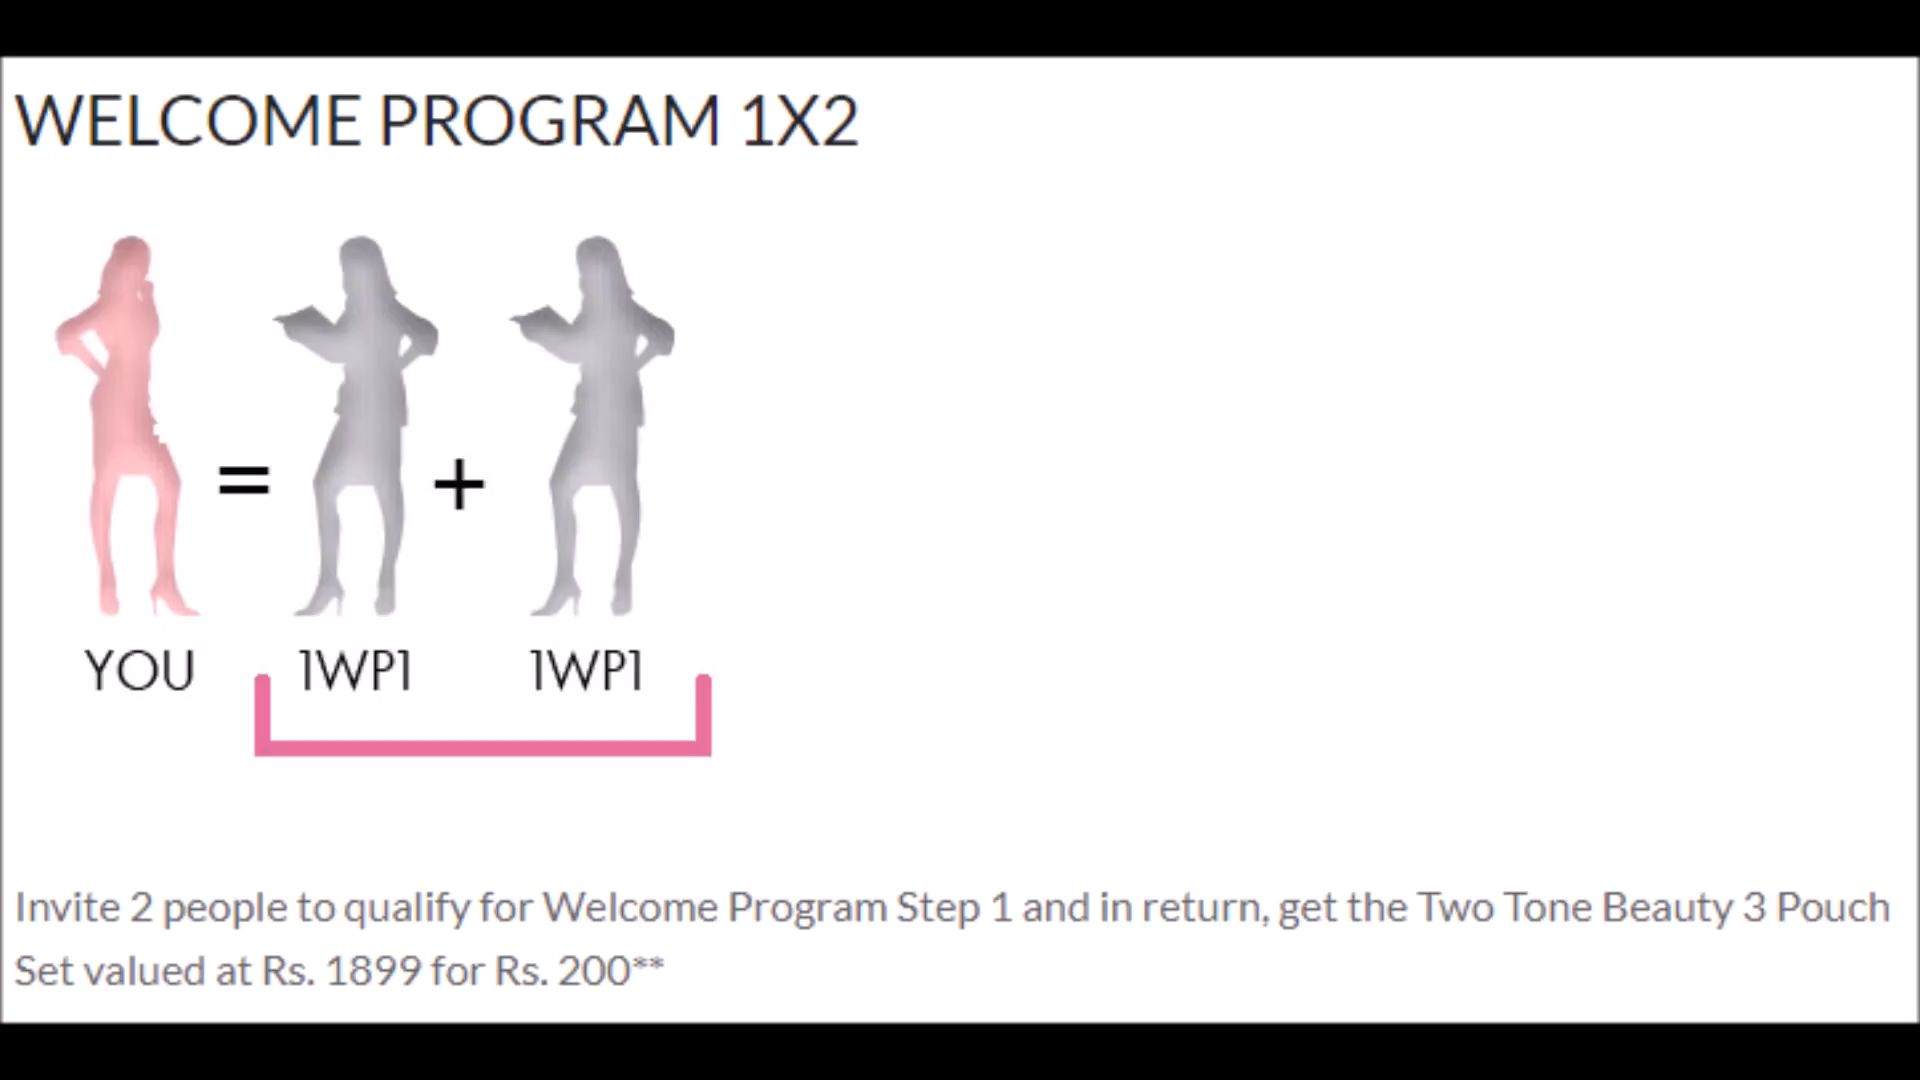 WELCOME PROGRAM 1X2
= +
YOU 1WP1 1WP1
Invite 2 people to qualify for Welcome Program Step 1 and in return, get the Two Tone Beauty 3 Pouch
Set valued at Rs. 1899 for Rs. 200**